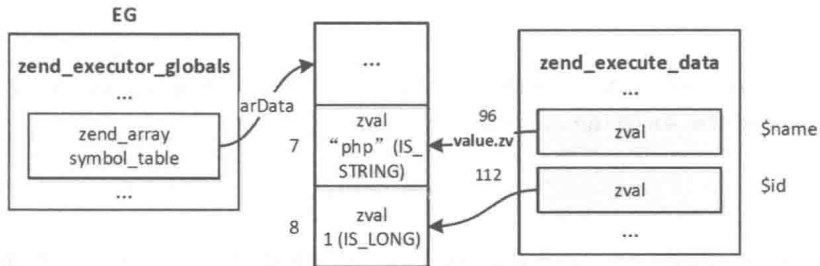 EG
zend_executor_globals
...
zend_array
symbol_table
...
arData
...
7
zval
“php” (IS_
STRING)
8
zval
1 (IS_LONG)
96
value.zv
112
zend_execute_data
...
zval
$name
zval
$id
...